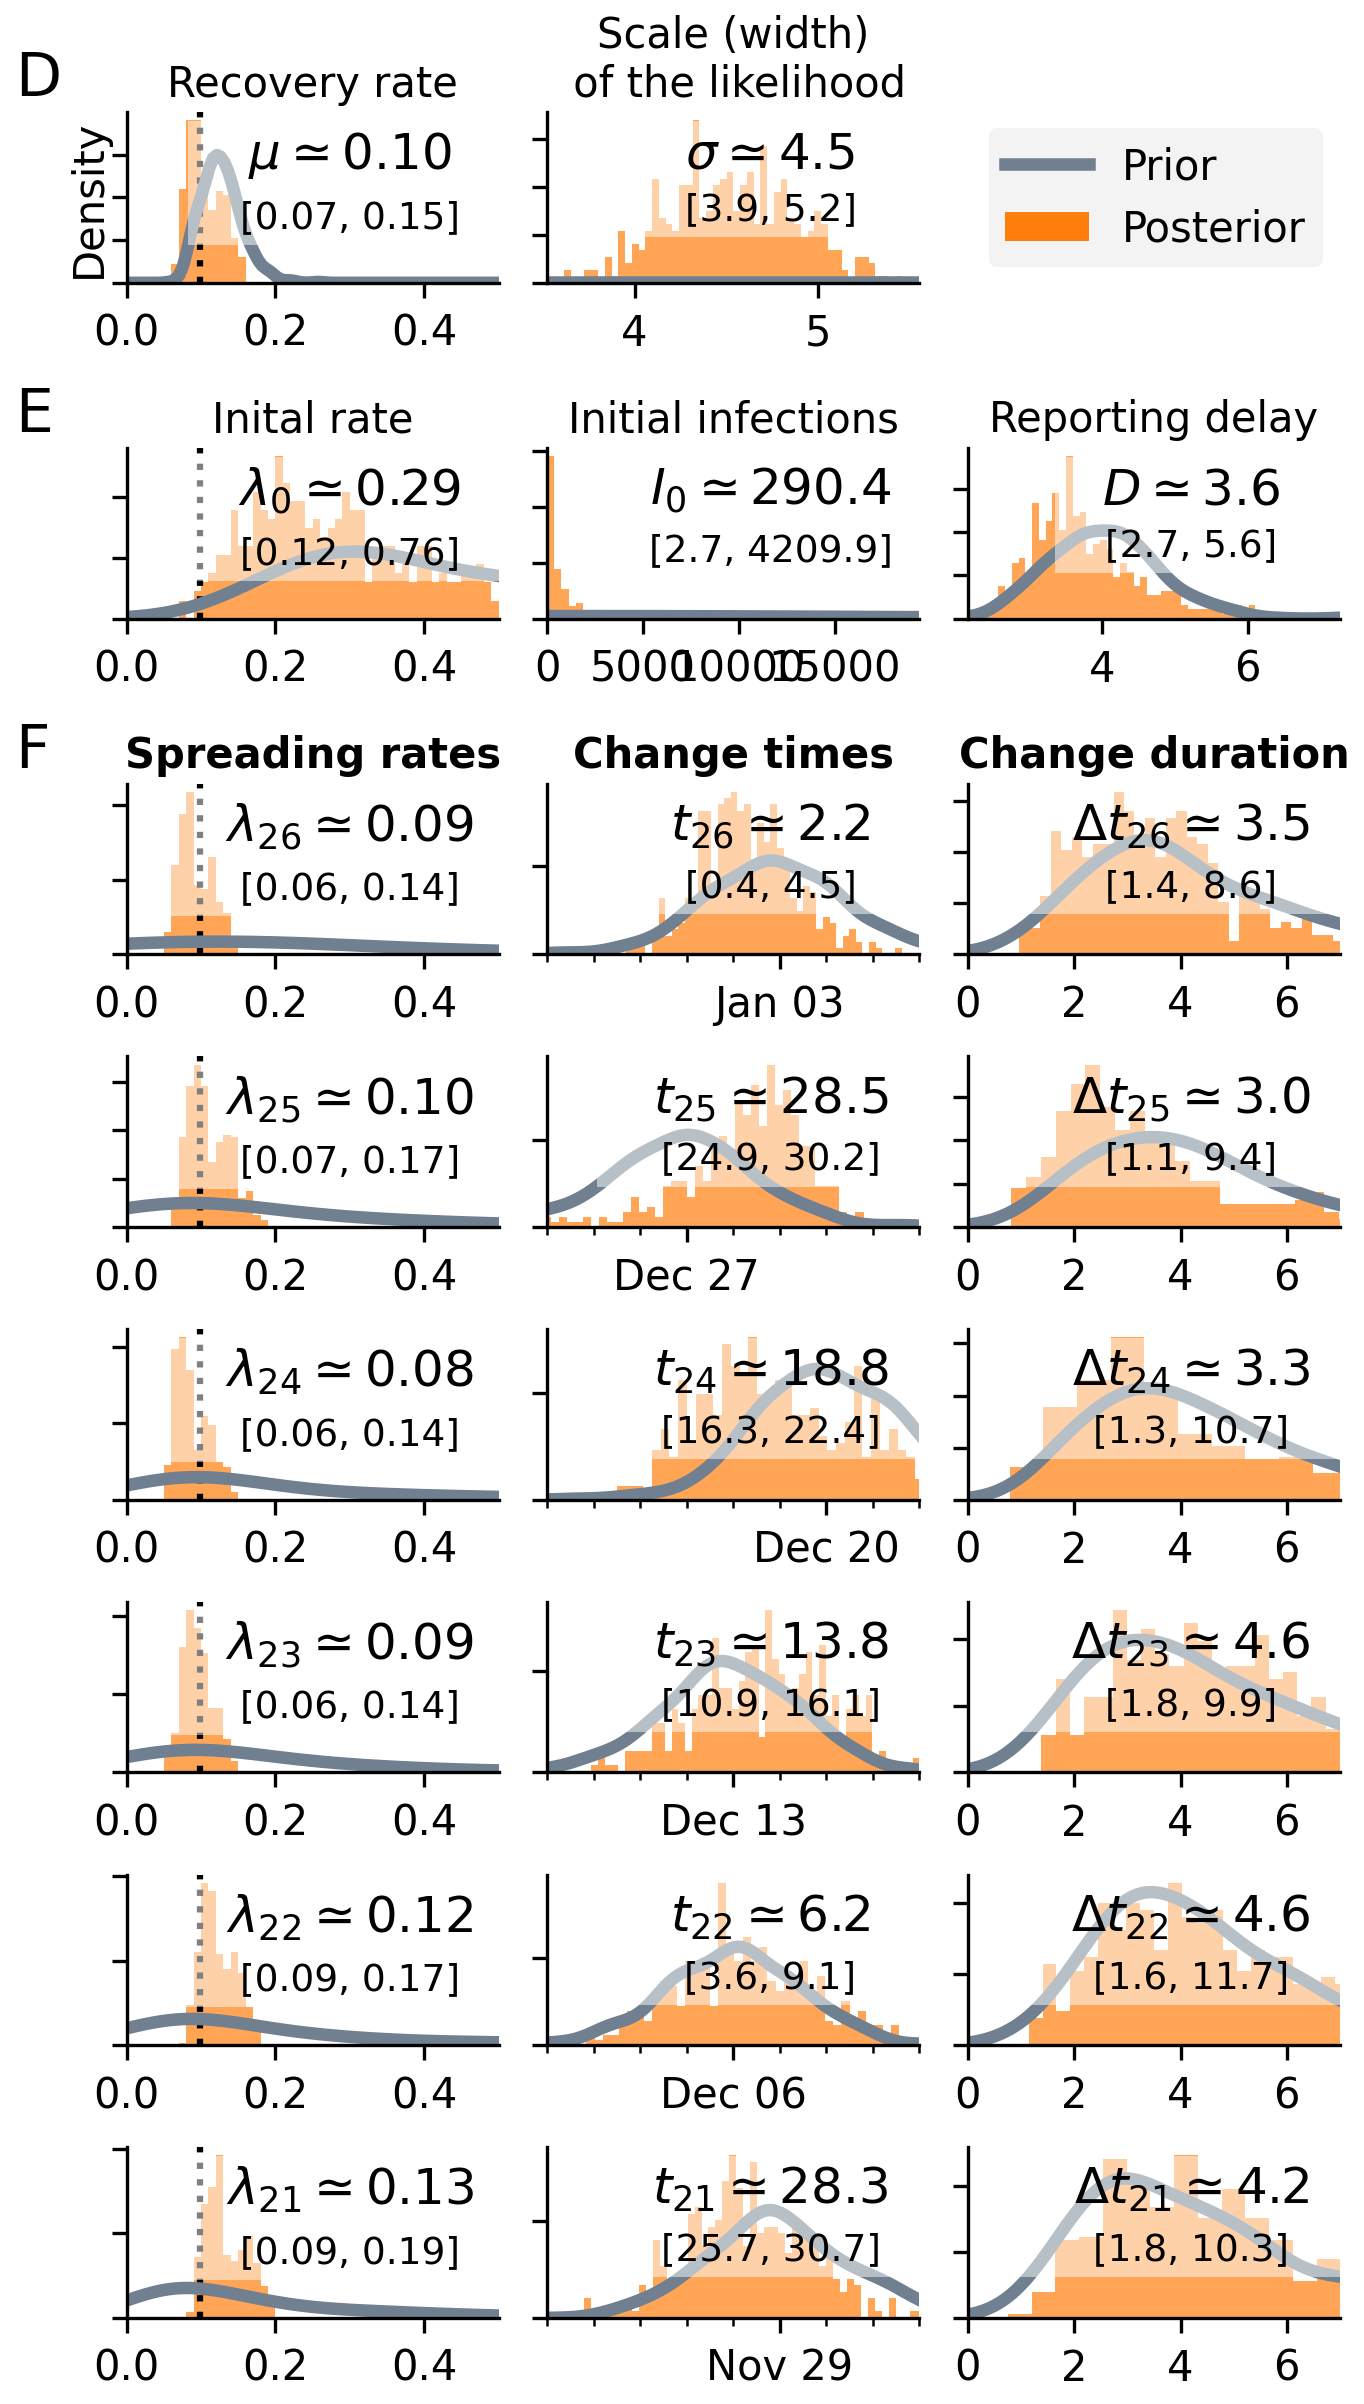 D
Recovery rate
Scale (width)
of the likelihood
Density
μ ≃ 0.10
[0.07, 0.15]
0.0 0.2 0.4
σ ≃ 4.5
[3.9, 5.2]
4 5
Prior
Posterior
E
Inital rate
λ0 ≃ 0.29
[0.12, 0.76]
0.0 0.2 0.4
Initial infections
I0 ≃ 290.4
[2.7, 4209.9]
0 5000 10000 15000
Reporting delay
D ≃ 3.6
[2.7, 5.6]
4 6
F
Spreading rates
Change times
Change duration
λ26 ≃ 0.09
[0.06, 0.14]
0.0 0.2 0.4
t26 ≃ 2.2
[0.4, 4.5]
Jan 03
Δt26 ≃ 3.5
[1.4, 8.6]
0 2 4 6
λ25 ≃ 0.10
[0.07, 0.17]
0.0 0.2 0.4
t25 ≃ 28.5
[24.9, 30.2]
Dec 27
Δt25 ≃ 3.0
[1.1, 9.4]
0 2 4 6
λ24 ≃ 0.08
[0.06, 0.14]
0.0 0.2 0.4
t24 ≃ 18.8
[16.3, 22.4]
Dec 20
Δt24 ≃ 3.3
[1.3, 10.7]
0 2 4 6
λ23 ≃ 0.09
[0.06, 0.14]
0.0 0.2 0.4
t23 ≃ 13.8
[10.9, 16.1]
Dec 13
Δt23 ≃ 4.6
[1.8, 9.9]
0 2 4 6
λ22 ≃ 0.12
[0.09, 0.17]
0.0 0.2 0.4
t22 ≃ 6.2
[3.6, 9.1]
Dec 06
Δt22 ≃ 4.6
[1.6, 11.7]
0 2 4 6
λ21 ≃ 0.13
[0.09, 0.19]
0.0 0.2 0.4
t21 ≃ 28.3
[25.7, 30.7]
Nov 29
Δt21 ≃ 4.2
[1.8, 10.3]
0 2 4 6